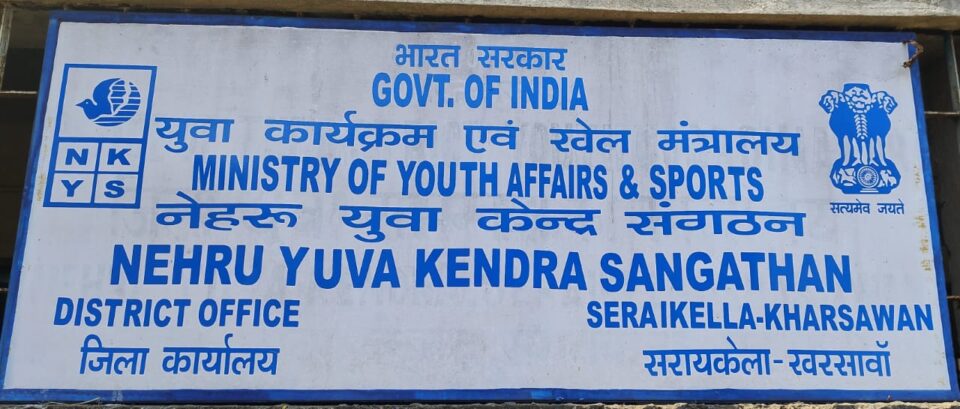 भारत सरकार
GOVT. OF INDIA
युवा कार्यक्रम एवं खेल मंत्रालय
MINISTRY OF YOUTH AFFAIRS & SPORTS
नेहरू युवा केन्द्र संगठन
NEHRU YUVA KENDRA SANGATHAN
N K
Y S
सत्यमेव जयते
DISTRICT OFFICE
जिला कार्यालय
SERAIKELLA-KHARSAWAN
सरायकेला-खरसावॉ